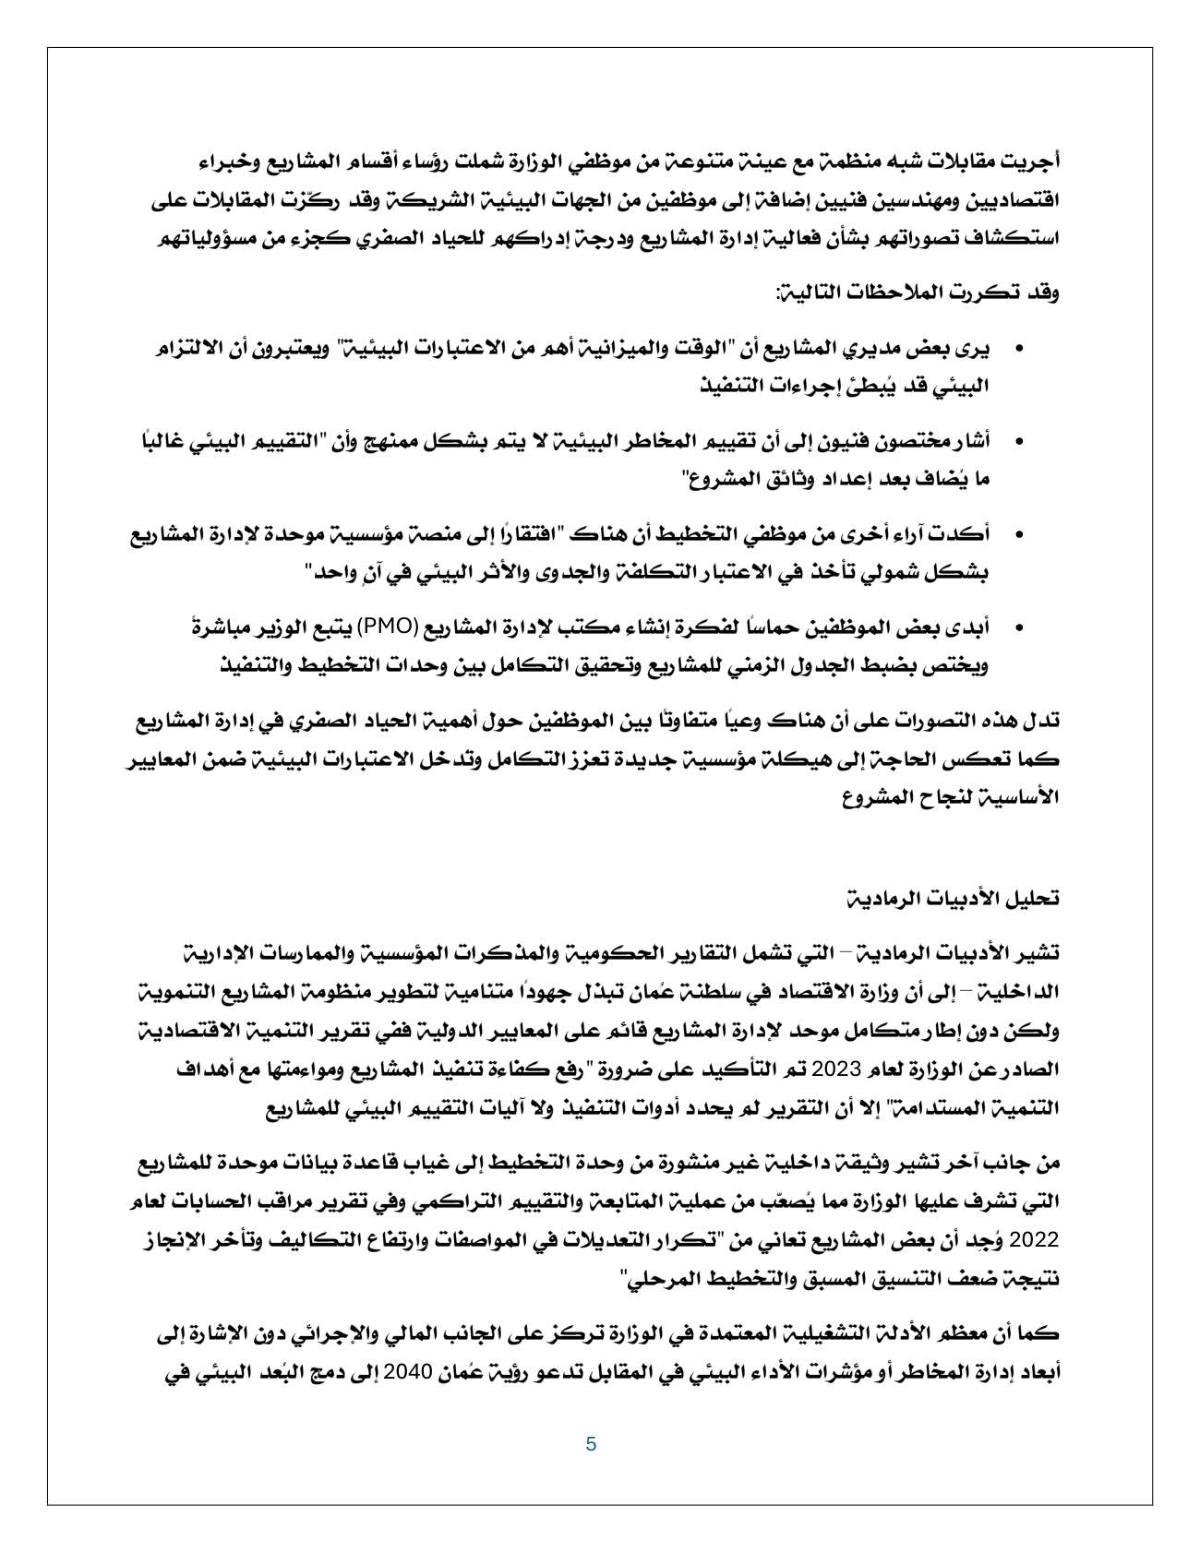 أجريت مقابلات شبه منظمة مع عينة متنوعة من موظفي الوزارة شملت رؤساء أقسام المشاريع وخبراء
اقتصاديين ومهندسين فنيين إضافة إلى موظفين من الجهات البيئية الشريكة وقد ركّزت المقابلات على
استكشاف تصوراتهم بشأن فعالية إدارة المشاريع ودرجة إدراكهم للحياد الصفري كجزء من مسؤولياتهم
وقد تكررت الملاحظات التالية:
• يرى بعض مديري المشاريع أن "الوقت والميزانية أهم من الاعتبارات البيئية" ويعتبرون أن الالتزام
البيئي قد يُبطئ إجراءات التنفيذ
• أشار مختصون فنيون إلى أن تقييم المخاطر البيئية لا يتم بشكل ممنهج وأن "التقييم البيئي غالبًا
ما يُضاف بعد إعداد وثائق المشروع"
• أكدت آراء أخرى من موظفي التخطيط أن هناك "افتقارًا إلى منصة مؤسسية موحدة لإدارة المشاريع
بشكل شمولي تأخذ في الاعتبار التكلفة والجدوى والأثر البيئي في آنٍ واحد"
• أبدى بعض الموظفين حماسًا لفكرة إنشاء مكتب لإدارة المشاريع (PMO) يتبع الوزير مباشرةً
ويختص بضبط الجدول الزمني للمشاريع وتحقيق التكامل بين وحدات التخطيط والتنفيذ
تدل هذه التصورات على أن هناك وعيًا متفاوتًا بين الموظفين حول أهمية الحياد الصفري في إدارة المشاريع
كما تعكس الحاجة إلى هيكلة مؤسسية جديدة تعزز التكامل وتدخل الاعتبارات البيئية ضمن المعايير
الأساسية لنجاح المشروع
تحليل الأدبيات الرمادية
تشير الأدبيات الرمادية – التي تشمل التقارير الحكومية والمذكرات المؤسسية والممارسات الإدارية
الداخلية – إلى أن وزارة الاقتصاد في سلطنة عُمان تبذل جهودًا متنامية لتطوير منظومة المشاريع التنموية
ولكن دون إطار متكامل موحد لإدارة المشاريع قائم على المعايير الدولية ففي تقرير التنمية الاقتصادية
الصادر عن الوزارة لعام 2023 تم التأكيد على ضرورة "رفع كفاءة تنفيذ المشاريع ومواءمتها مع أهداف
التنمية المستدامة" إلا أن التقرير لم يحدد أدوات التنفيذ ولا آليات التقييم البيئي للمشاريع
من جانب آخر تشير وثيقة داخلية غير منشورة من وحدة التخطيط إلى غياب قاعدة بيانات موحدة للمشاريع
التي تشرف عليها الوزارة مما يُصعّب من عملية المتابعة والتقييم التراكمي وفي تقرير مراقب الحسابات لعام
2022 وُجِد أن بعض المشاريع تعاني من "تكرار التعديلات في المواصفات وارتفاع التكاليف وتأخر الإنجاز
نتيجة ضعف التنسيق المسبق والتخطيط المرحلي"
كما أن معظم الأدلة التشغيلية المعتمدة في الوزارة تركز على الجانب المالي والإجرائي دون الإشارة إلى
أبعاد إدارة المخاطر أو مؤشرات الأداء البيئي في المقابل تدعو رؤية عُمان 2040 إلى دمج البُعد البيئي في
5